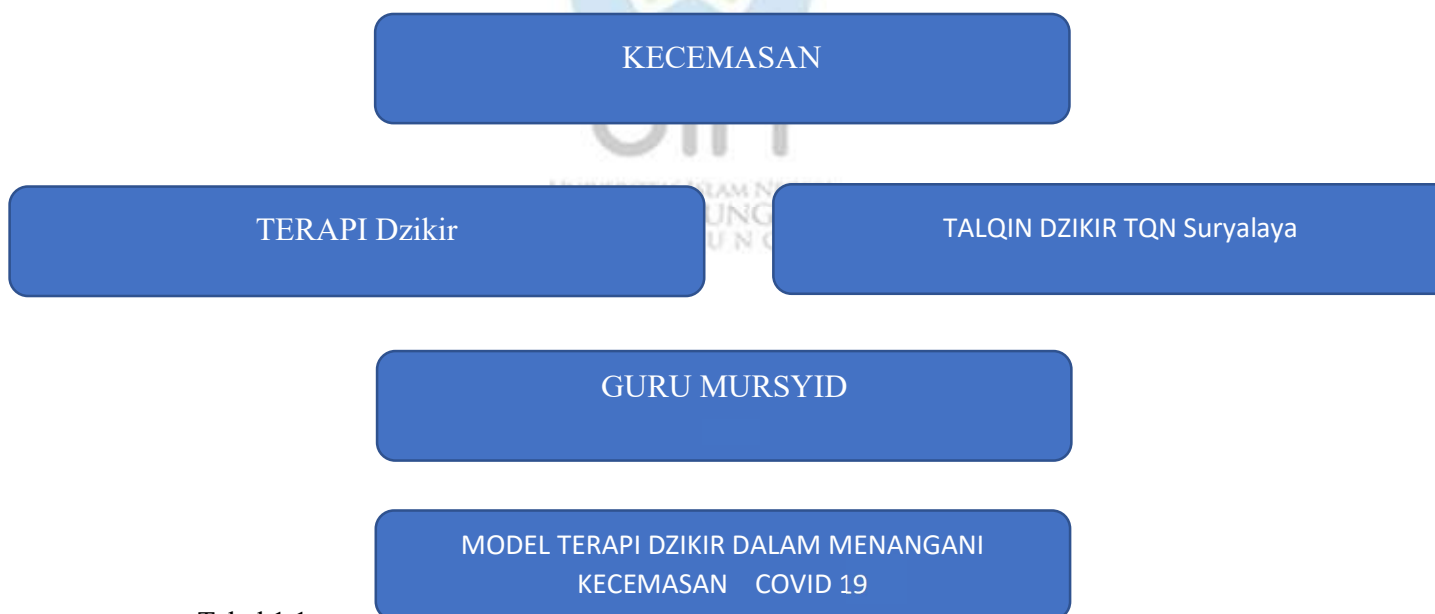 KECEMASAN
TERAPI Dzikir
TALQIN DZIKIR TQN Suryalaya
GURU MURSYID
MODEL TERAPI DZIKIR DALAM MENANGANI
KECEMASAN COVID 19